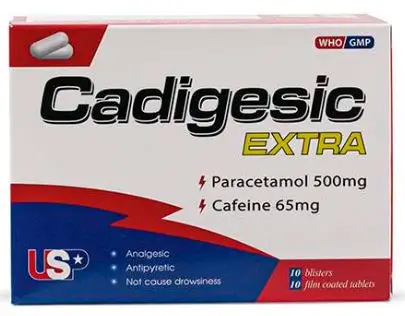 WHO/GMP
Cadigesic
EXTRA
Paracetamol 500mg
Cafeine 65mg
USP
Analgesic
Antipyretic
Not cause drowsiness
10 blisters
10 film coated tablets